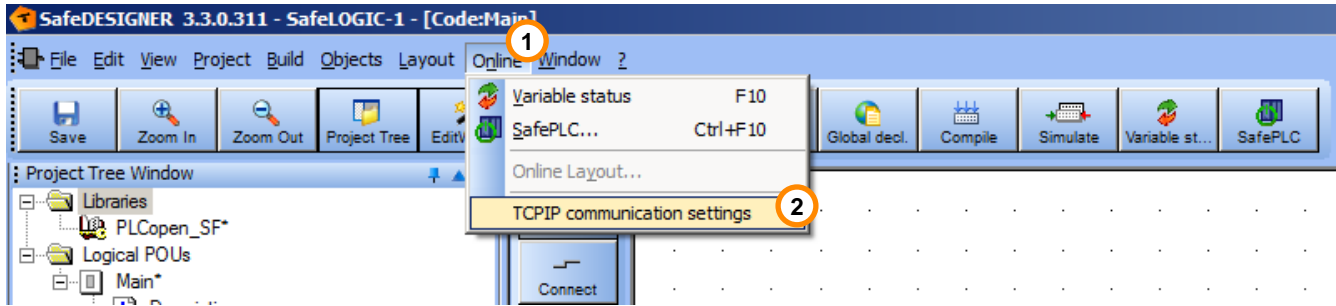 SafeDESIGNER 3.3.0.311 - SafeLOGIC-1 - [Code:Main]
File Edit View Project Build Objects Layout Online Window ?
1
Save Zoom In Zoom Out Project Tree EditW Global decl. Compile Simulate Variable st... SafePLC
Variable status F10
SafePLC... Ctrl+F10
Online Layout...
TCPIP communication settings 2
Project Tree Window
Libraries
PLCopen_SF*
Logical POUs
Main*
Connect